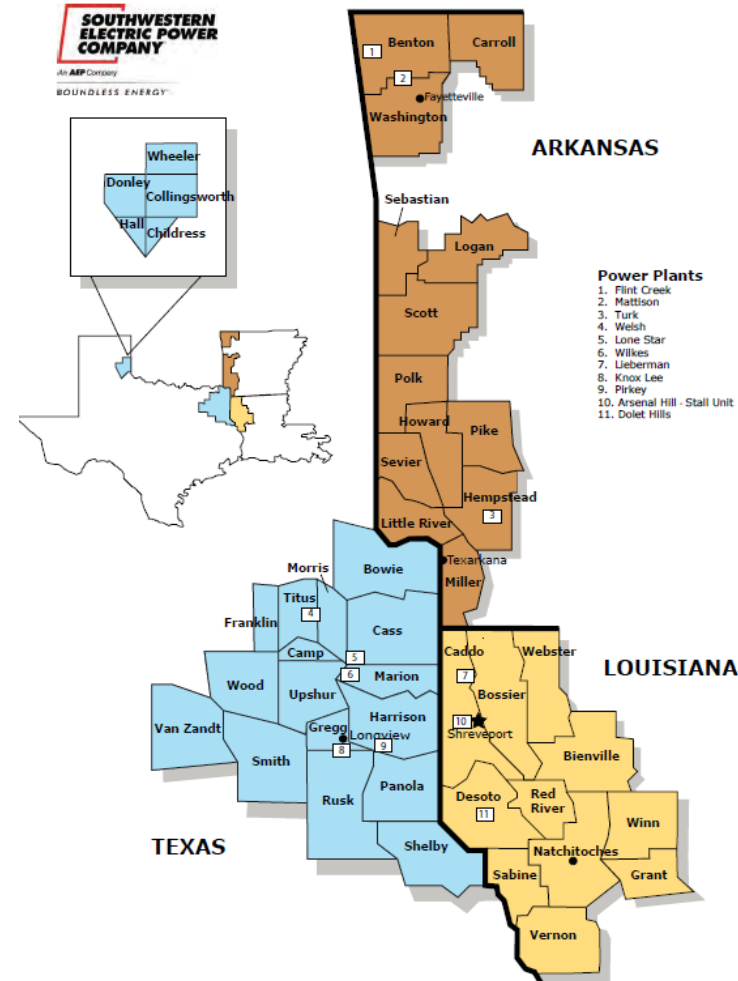 SOUTHWESTERN
ELECTRIC POWER
COMPANY
An AEP Company
BOUNDLESS ENERGY
Wheeler
Donley
Collingsworth
Hall
Childress
ARKANSAS
1
Benton
Carroll
2
Fayetteville
Washington
Sebastian
Logan
Scott
Polk
Howard
Pike
Sevier
Hempstead
3
Little River
Texarkana
Miller
Power Plants
1. Flint Creek
2. Mattison
3. Turk
4. Welsh
5. Lone Star
6. Wilkes
7. Lieberman
8. Knox Lee
9. Pirkey
10. Arsenal Hill - Stall Unit
11. Dolet Hills
Bowie
Morris
Titus
4
Franklin
Cass
Camp
5
6
Marion
Wood
Upshur
Harrison
Van Zandt
Gregg
Longview
8
9
Smith
Rusk
Panola
Shelby
TEXAS
LOUISIANA
Caddo
Webster
7
Bossier
10
Shreveport
Bienville
Desoto
11
Red
River
Winn
Natchitoches
Sabine
Grant
Vernon